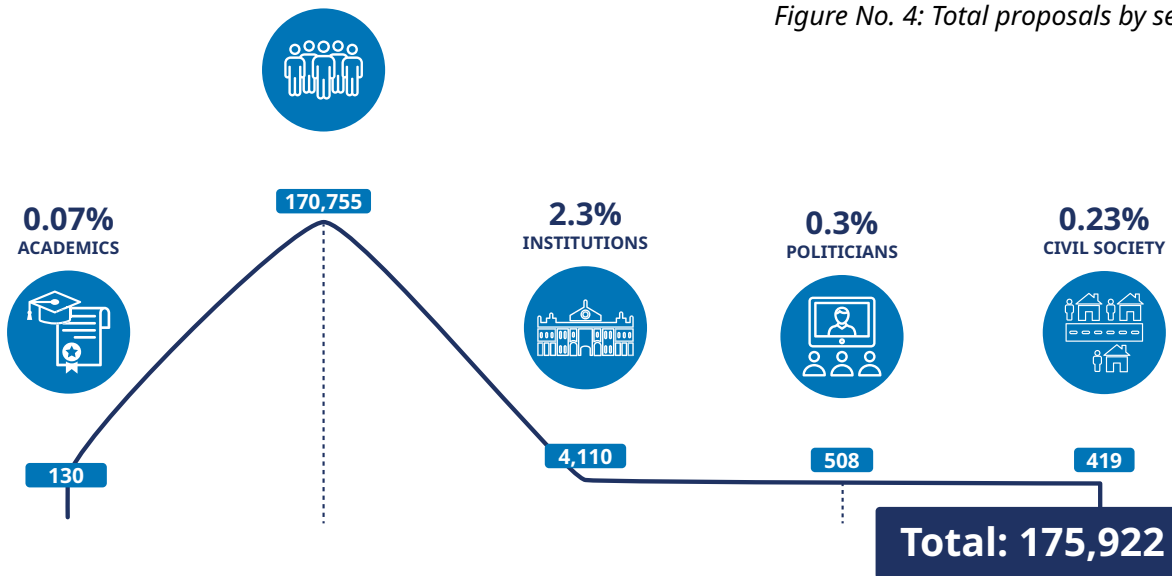 Figure No. 4: Total proposals by se
170,755
0.07%
ACADEMICS
2.3%
INSTITUTIONS
0.3%
POLITICIANS
0.23%
CIVIL SOCIETY
130
4,110
508
419
Total: 175,922